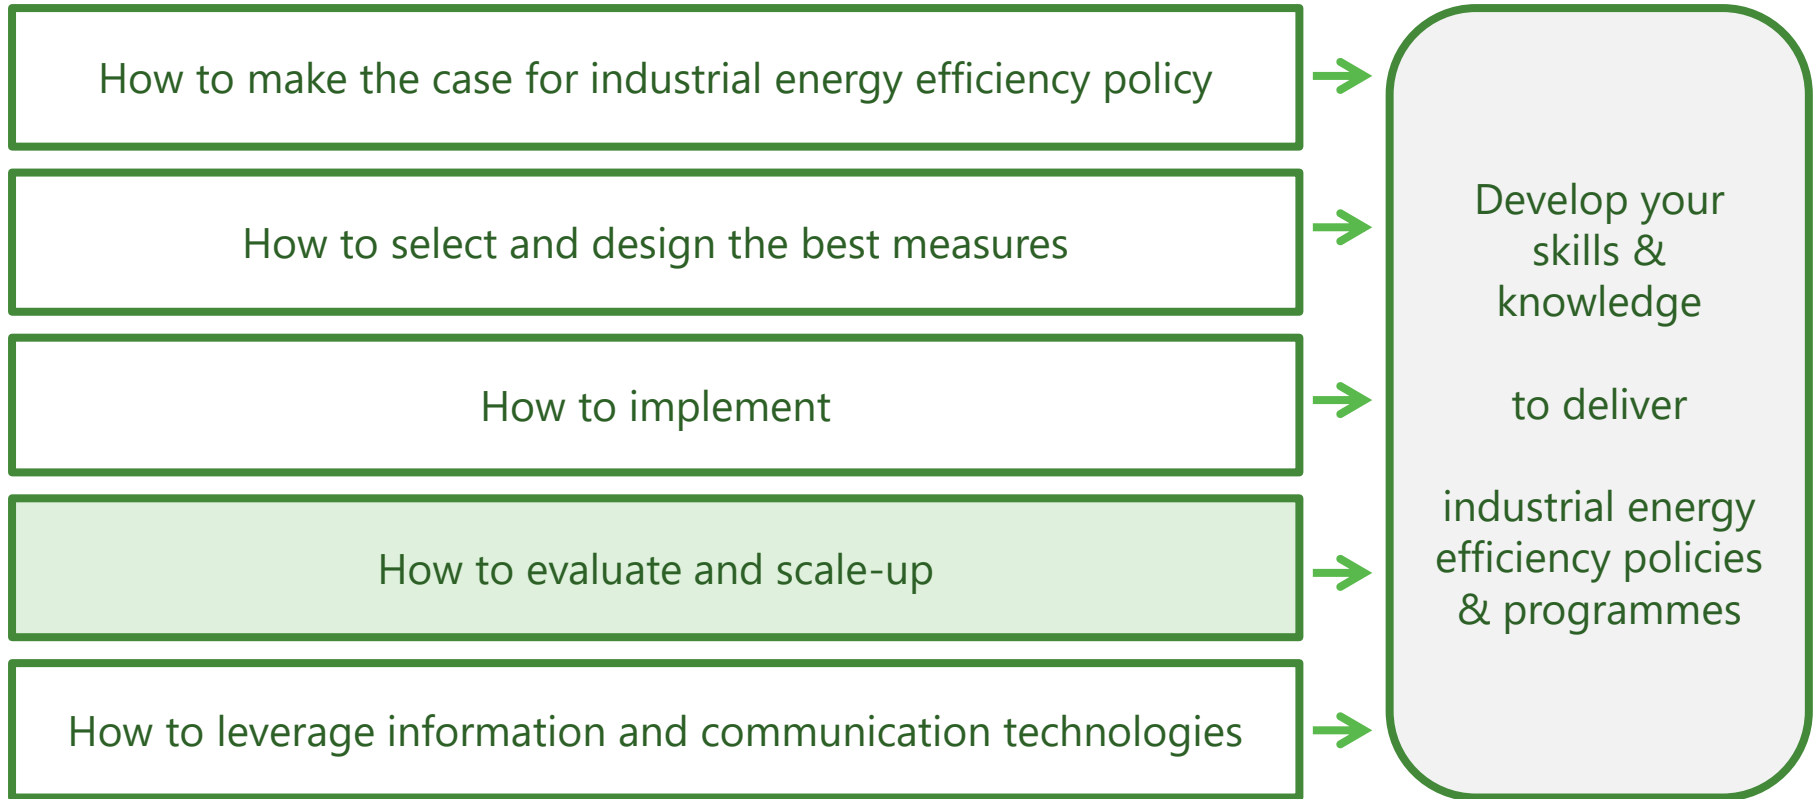 How to make the case for industrial energy efficiency policy
How to select and design the best measures
How to implement
How to evaluate and scale-up
How to leverage information and communication technologies
Develop your
skills &
knowledge
to deliver
industrial energy
efficiency policies
& programmes